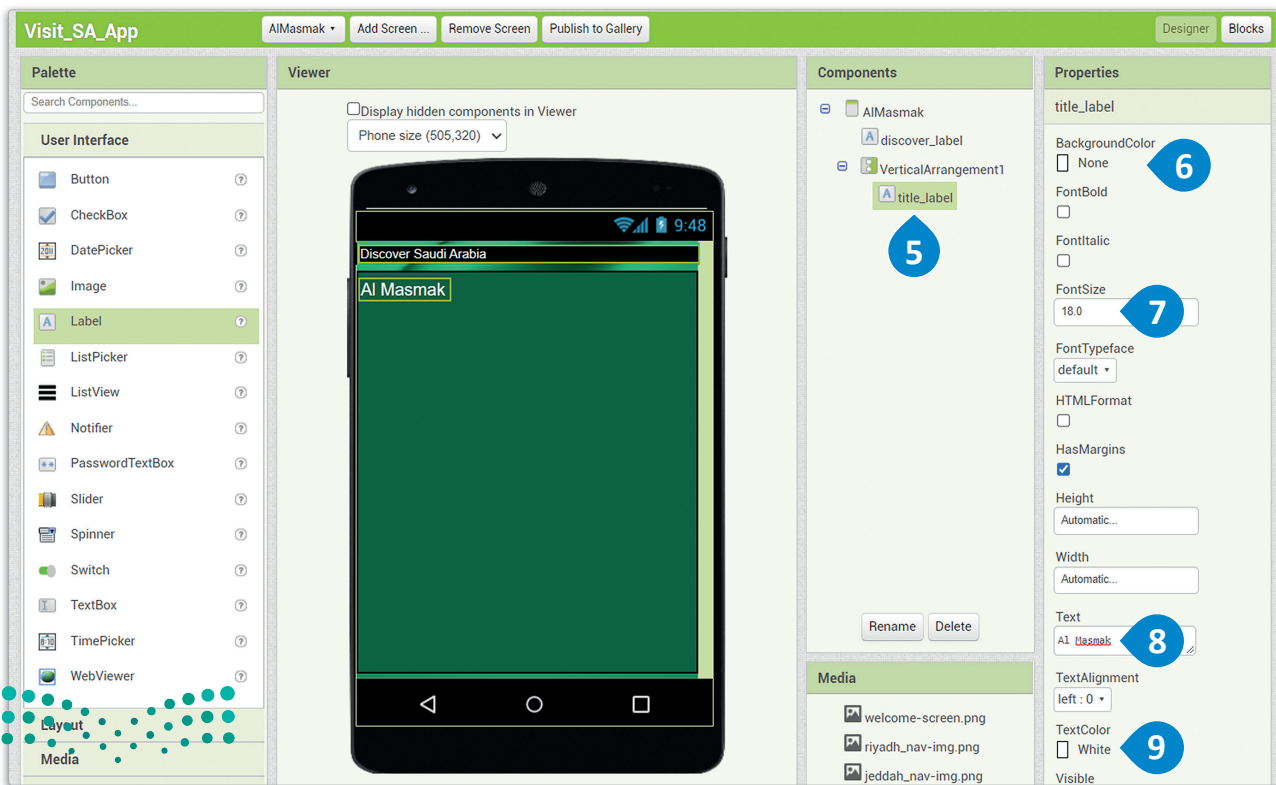 Visit_SA_App
AlMasmak
Add Screen ...
Remove Screen
Publish to Gallery
Designer
Blocks
Palette
Search Components...
User Interface
Button
?
CheckBox
?
DatePicker
?
Image
?
Label
?
ListPicker
?
ListView
?
Notifier
?
PasswordTextBox
?
Slider
?
Spinner
?
Switch
?
TextBox
?
TimePicker
?
WebViewer
?
Layout
Media
Viewer
Display hidden components in Viewer
Phone size (505,320)
9:48
Discover Saudi Arabia
Al Masmak
Components
AlMasmak
discover_label
VerticalArrangement1
title_label
5
Rename
Delete
Media
welcome-screen.png
riyadh_nav-img.png
jeddah_nav-img.png
Properties
title_label
BackgroundColor
None
6
FontBold
FontItalic
FontSize
18.0
7
FontTypeface
default
HTMLFormat
HasMargins
Height
Automatic...
Width
Automatic...
Text
Al Masmak
8
TextAlignment
left : 0
TextColor
White
9
Visible